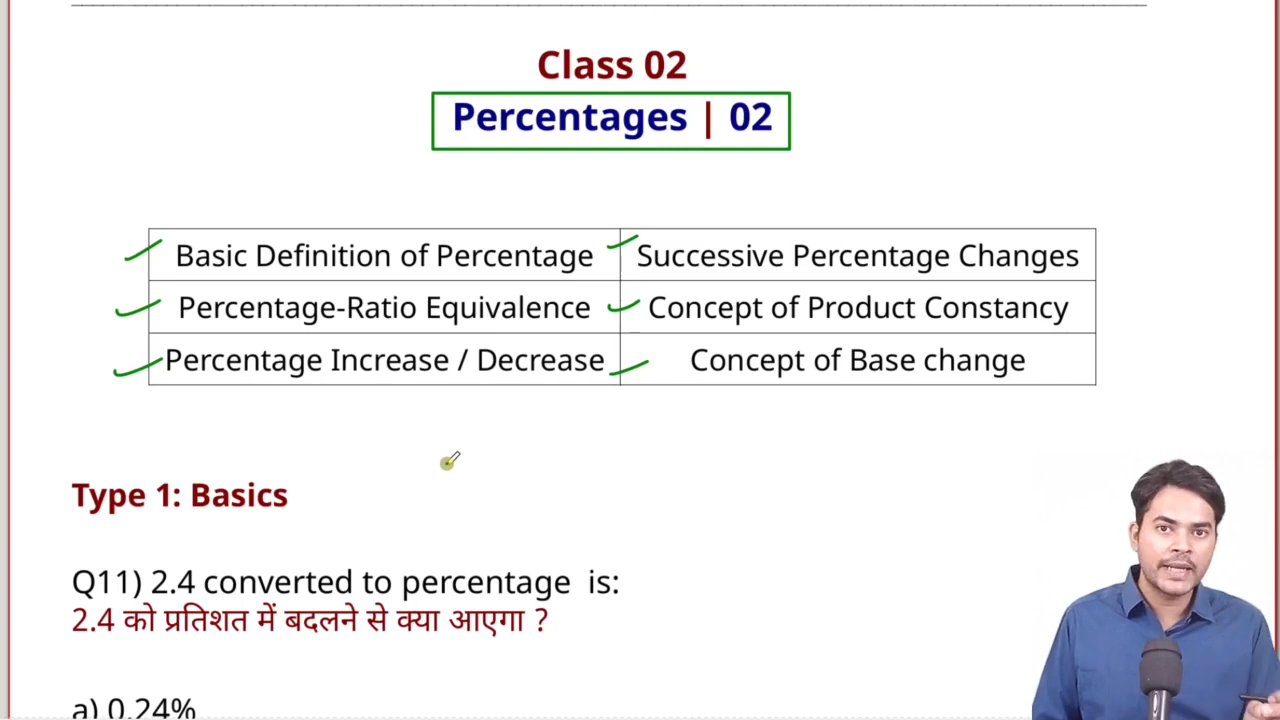 Class 02
Percentages | 02
Basic Definition of Percentage
Successive Percentage Changes
Percentage-Ratio Equivalence
Concept of Product Constancy
Percentage Increase / Decrease
Concept of Base change
Type 1: Basics
Q11) 2.4 converted to percentage is:
2.4 को प्रतिशत में बदलने से क्या आएगा ?
a) 0.24%